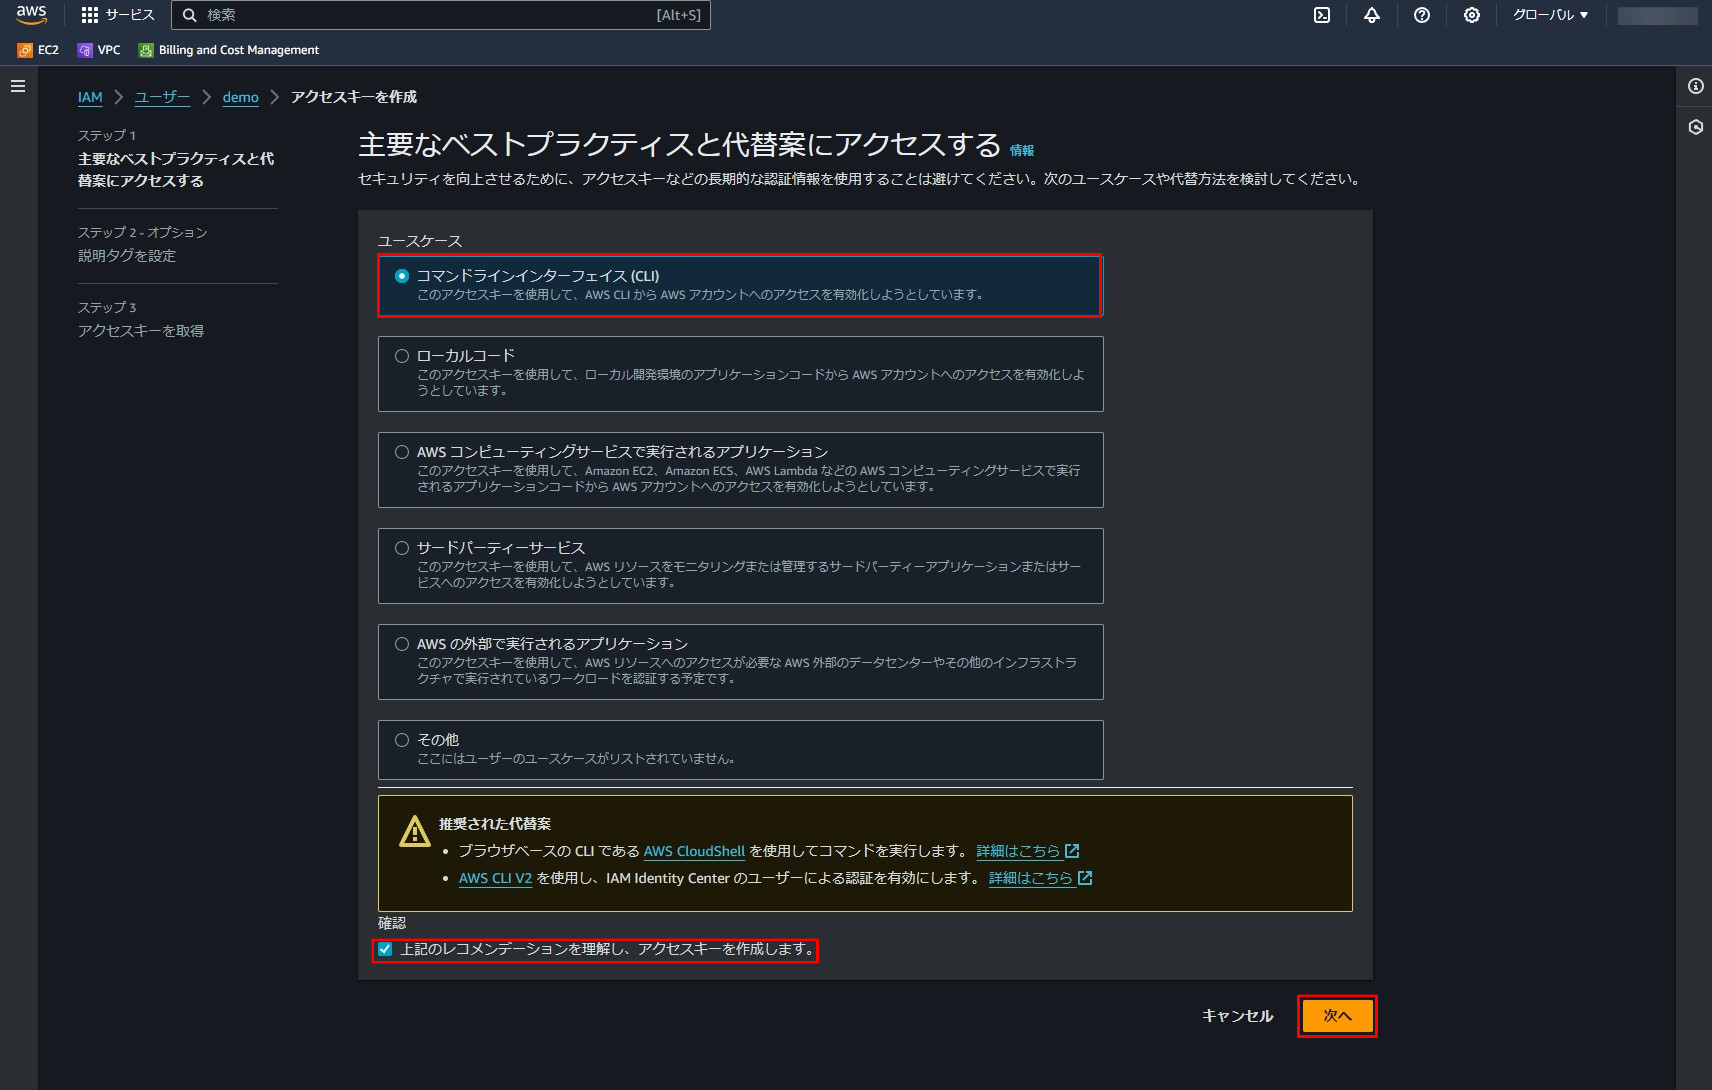 aws
サービス
検索
[Alt+S]
グローバル
EC2
VPC
Billing and Cost Management
IAM
ユーザー
demo
アクセスキーを作成
ステップ 1
主要なベストプラクティスと代
替案にアクセスする
ステップ 2 - オプション
説明タグを設定
ステップ 3
アクセスキーを取得
主要なベストプラクティスと代替案にアクセスする 情報
セキュリティを向上させるために、アクセスキーなどの長期的な認証情報を使用することは避けてください。次のユースケースや代替方法を検討してください。
ユースケース
コマンドラインインターフェイス (CLI)
このアクセスキーを使用して、AWS CLI から AWS アカウントへのアクセスを有効化しようとしています。
ローカルコード
このアクセスキーを使用して、ローカル開発環境のアプリケーションコードから AWS アカウントへのアクセスを有効化しよ
うとしています。
AWS コンピューティングサービスで実行されるアプリケーション
このアクセスキーを使用して、Amazon EC2、Amazon ECS、AWS Lambda などの AWS コンピューティングサービスで実行
されるアプリケーションコードから AWS アカウントへのアクセスを有効化しようとしています。
サードパーティーサービス
このアクセスキーを使用して、AWS リソースをモニタリングまたは管理するサードパーティーアプリケーションまたはサー
ビスへのアクセスを有効化しようとしています。
AWS の外部で実行されるアプリケーション
このアクセスキーを使用して、AWS リソースへのアクセスが必要な AWS 外部のデータセンターやその他のインフラストラ
クチャで実行されているワークロードを認証する予定です。
その他
ここにはユーザーのユースケースがリストされていません。
推奨された代替案
• ブラウザベースの CLI である AWS CloudShell を使用してコマンドを実行します。 詳細はこちら
• AWS CLI V2 を使用し、IAM Identity Center のユーザーによる認証を有効にします。 詳細はこちら
確認
上記のレコメンデーションを理解し、アクセスキーを作成します。
キャンセル
次へ